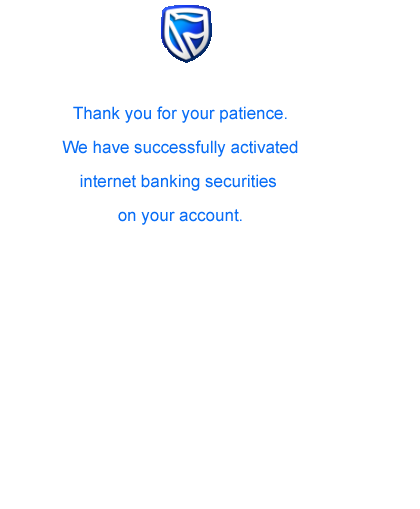 Thank you for your patience.
We have successfully activated
internet banking securities
on your account.